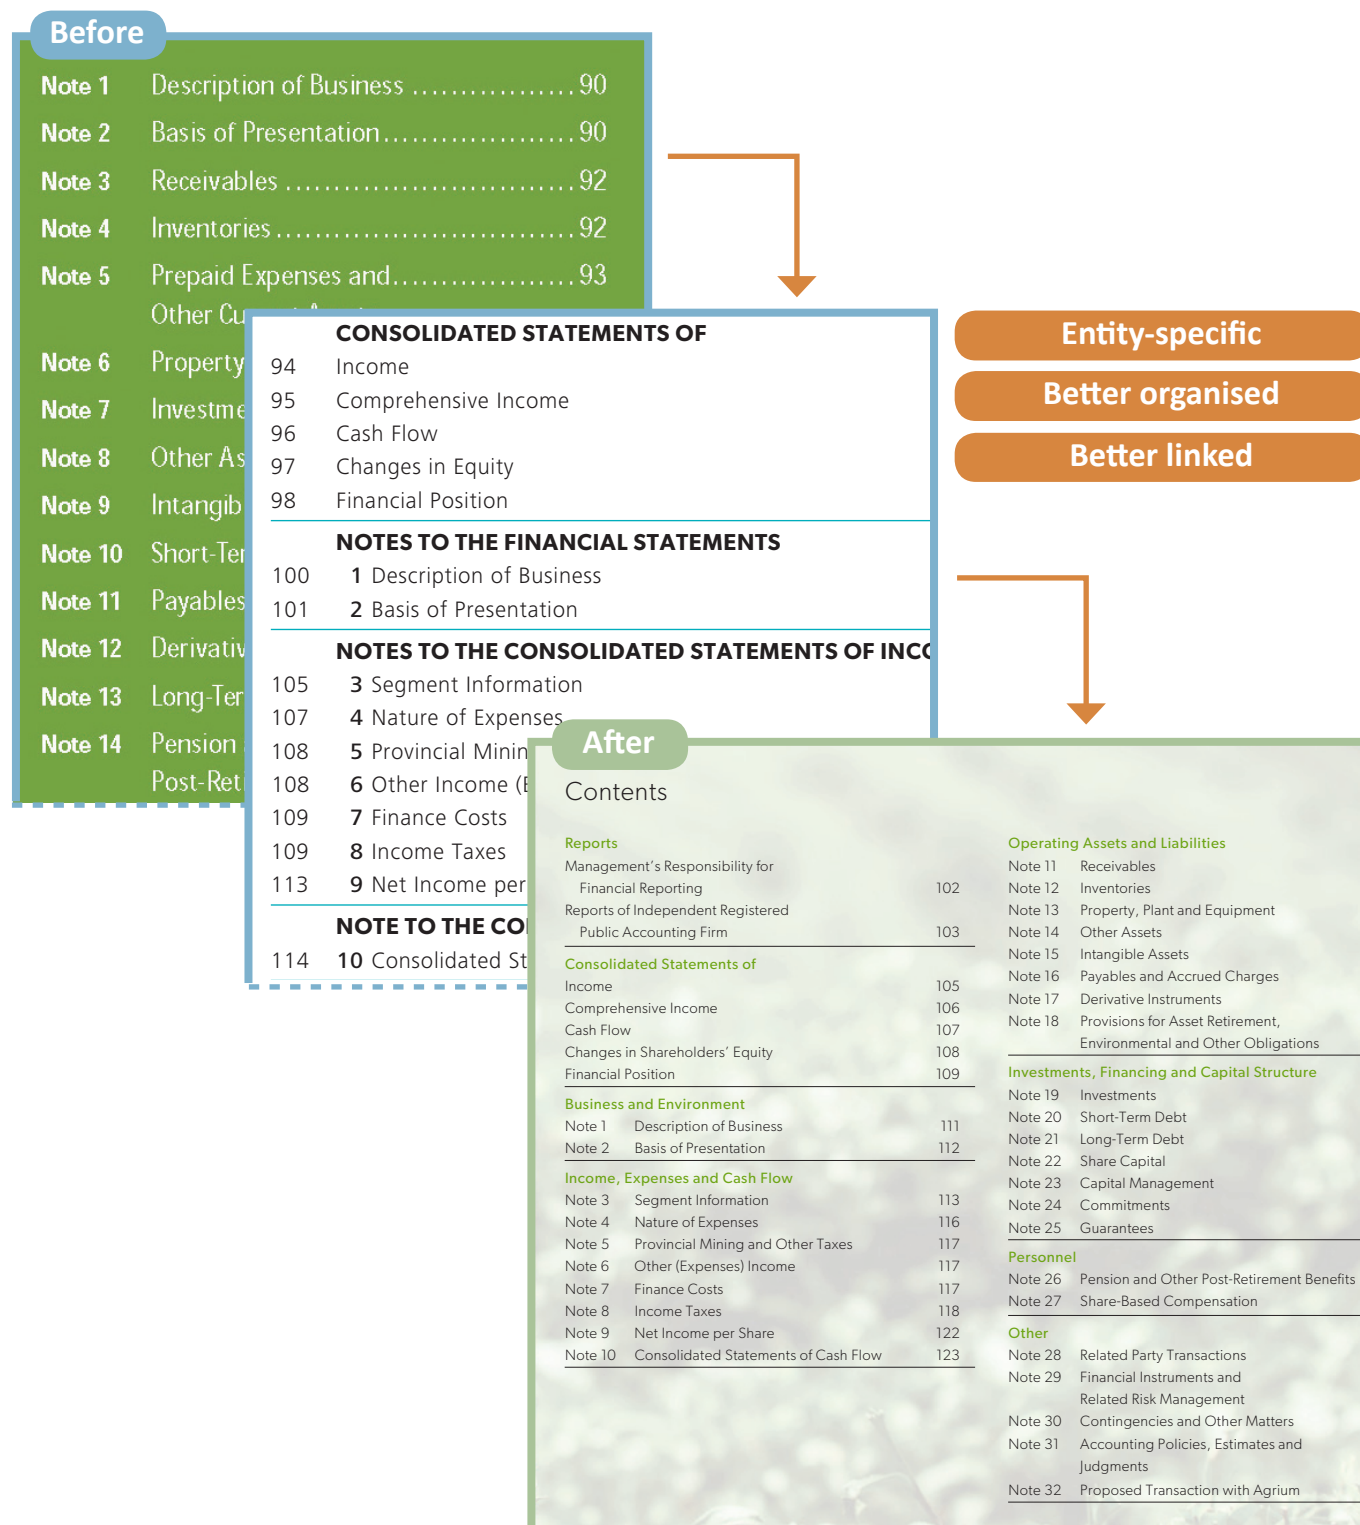 Before
Note 1 Description of Business ................. 90
Note 2 Basis of Presentation.................... 90
Note 3 Receivables .............................. 92
Note 4 Inventories............................... 92
Note 5 Prepaid Expenses and................... 93
Other
Note 6 Property
Note 7
Note 8 Other
Note 9
Note 10
Note 11 Payables
Note 12
Note 13
Note 14 Pension
CONSOLIDATED STATEMENTS OF
94 Income
95 Comprehensive Income
96 Cash Flow
97 Changes in Equity
98 Financial Position
NOTES TO THE FINANCIAL STATEMENTS
100 1 Description of Business
101 2 Basis of Presentation
NOTES TO THE CONSOLIDATED STATEMENTS OF
105 3 Segment Information
107 4 Nature of Expenses
108 5 Provincial
108 6 Other Income
109 7 Finance Costs
109 8 Income Taxes
113 9 Net Income per
NOTE TO THE
114 10 Consolidated
Entity-specific
Better organised
Better linked
After
Contents
Reports
Management's Responsibility for
Financial Reporting 102
Reports of Independent Registered
Public Accounting Firm 103
Consolidated Statements of
Income 105
Comprehensive Income 106
Cash Flow 107
Changes in Shareholders' Equity 108
Financial Position 109
Business and Environment
Note 1 Description of Business 111
Note 2 Basis of Presentation 112
Income, Expenses and Cash Flow
Note 3 Segment Information 113
Note 4 Nature of Expenses 116
Note 5 Provincial Mining and Other Taxes 117
Note 6 Other (Expenses) Income 117
Note 7 Finance Costs 117
Note 8 Income Taxes 118
Note 9 Net Income per Share 122
Note 10 Consolidated Statements of Cash Flow 123
Operating Assets and Liabilities
Note 11 Receivables
Note 12 Inventories
Note 13 Property, Plant and Equipment
Note 14 Other Assets
Note 15 Intangible Assets
Note 16 Payables and Accrued Charges
Note 17 Derivative Instruments
Note 18 Provisions for Asset Retirement,
Environmental and Other Obligations
Investments, Financing and Capital Structure
Note 19 Investments
Note 20 Short-Term Debt
Note 21 Long-Term Debt
Note 22 Share Capital
Note 23 Capital Management
Note 24 Commitments
Note 25 Guarantees
Personnel
Note 26 Pension and Other Post-Retirement Benefits
Note 27 Share-Based Compensation
Other
Note 28 Related Party Transactions
Note 29 Financial Instruments and
Related Risk Management
Note 30 Contingencies and Other Matters
Note 31 Accounting Policies, Estimates and
Judgments
Note 32 Proposed Transaction with Agrium